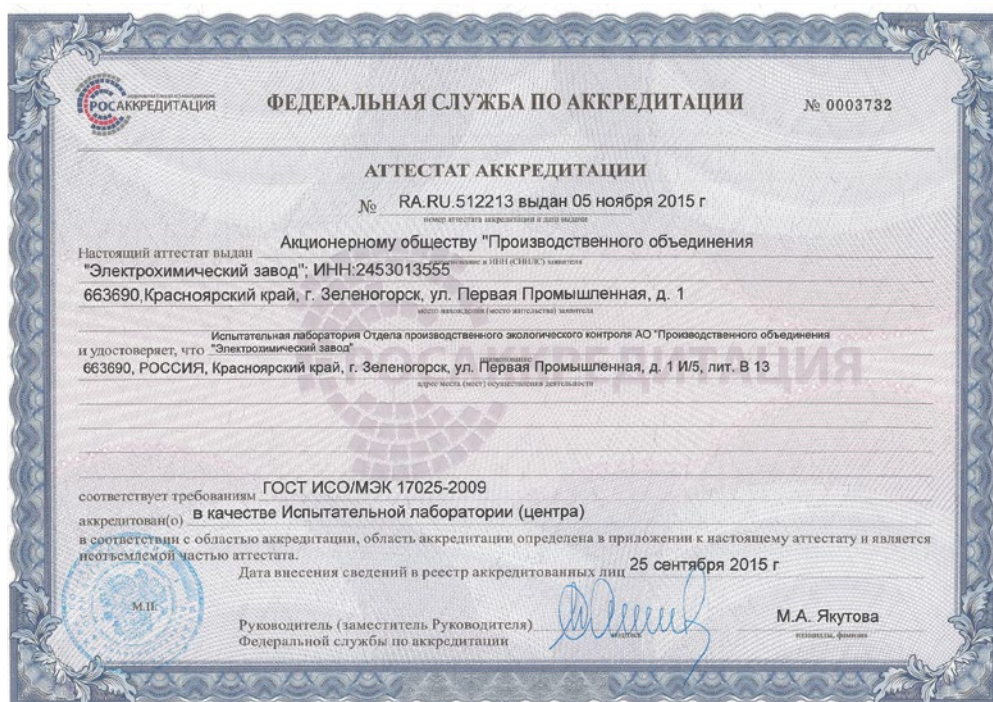 РОСАККРЕДИТАЦИЯ
ФЕДЕРАЛЬНАЯ СЛУЖБА ПО АККРЕДИТАЦИИ
№ 0003732
АТТЕСТАТ АККРЕДИТАЦИИ
№ RA.RU.512213 выдан 05 ноября 2015 г
номер аттестата аккредитации и дата выдачи
Настоящий аттестат выдан Акционерному обществу "Производственного объединения
наименование и ИНН (СНИЛС) заявителя
"Электрохимический завод"; ИНН:2453013555
663690,Красноярский край, г. Зеленогорск, ул. Первая Промышленная, д. 1
место нахождения (место жительства) заявителя
Испытательная лаборатория Отдела производственного экологического контроля АО "Производственного объединения
и удостоверяет, что "Электрохимический завод"
наименование
663690, РОССИЯ, Красноярский край, г. Зеленогорск, ул. Первая Промышленная, д. 1 И/5, лит. В 13
адрес места (мест) осуществления деятельности
РОСАККРЕДИТАЦИЯ
соответствует требованиям ГОСТ ИСО/МЭК 17025-2009
аккредитован(о) в качестве Испытательной лаборатории (центра)
в соответствии с областью аккредитации, область аккредитации определена в приложении к настоящему аттестату и является
неотъемлемой частью аттестата.
Дата внесения сведений в реестр аккредитованных лиц 25 сентября 2015 г
М.П.
Руководитель (заместитель Руководителя)
Федеральной службы по аккредитации
подпись
М.А. Якутова
инициалы, фамилия